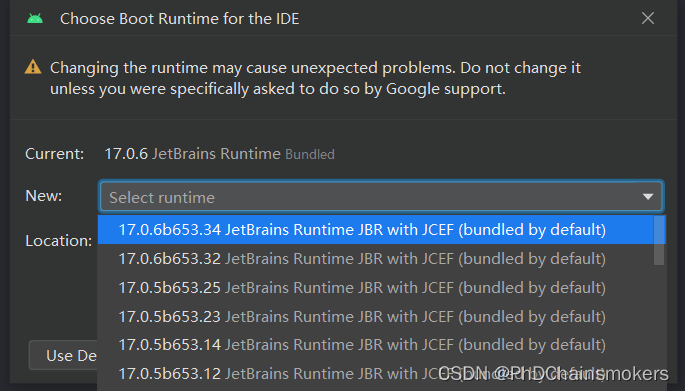 Choose Boot Runtime for the IDE
Changing the runtime may cause unexpected problems. Do not change it
unless you were specifically asked to do so by Google support.
Current: 17.0.6 JetBrains Runtime Bundled
New: Select runtime
17.0.6b653.34 JetBrains Runtime JBR with JCEF (bundled by default)
Location:
17.0.6b653.32 JetBrains Runtime JBR with JCEF (bundled by default)
17.0.5b653.25 JetBrains Runtime JBR with JCEF (bundled by default)
17.0.5b653.23 JetBrains Runtime JBR with JCEF (bundled by default)
17.0.5b653.14 JetBrains Runtime JBR with JCEF (bundled by default)
Use De
17.0.5b653.12 JetBrains Runtime JBR with JCEF (bundled by default)
CSDN @PhbChainsmokers